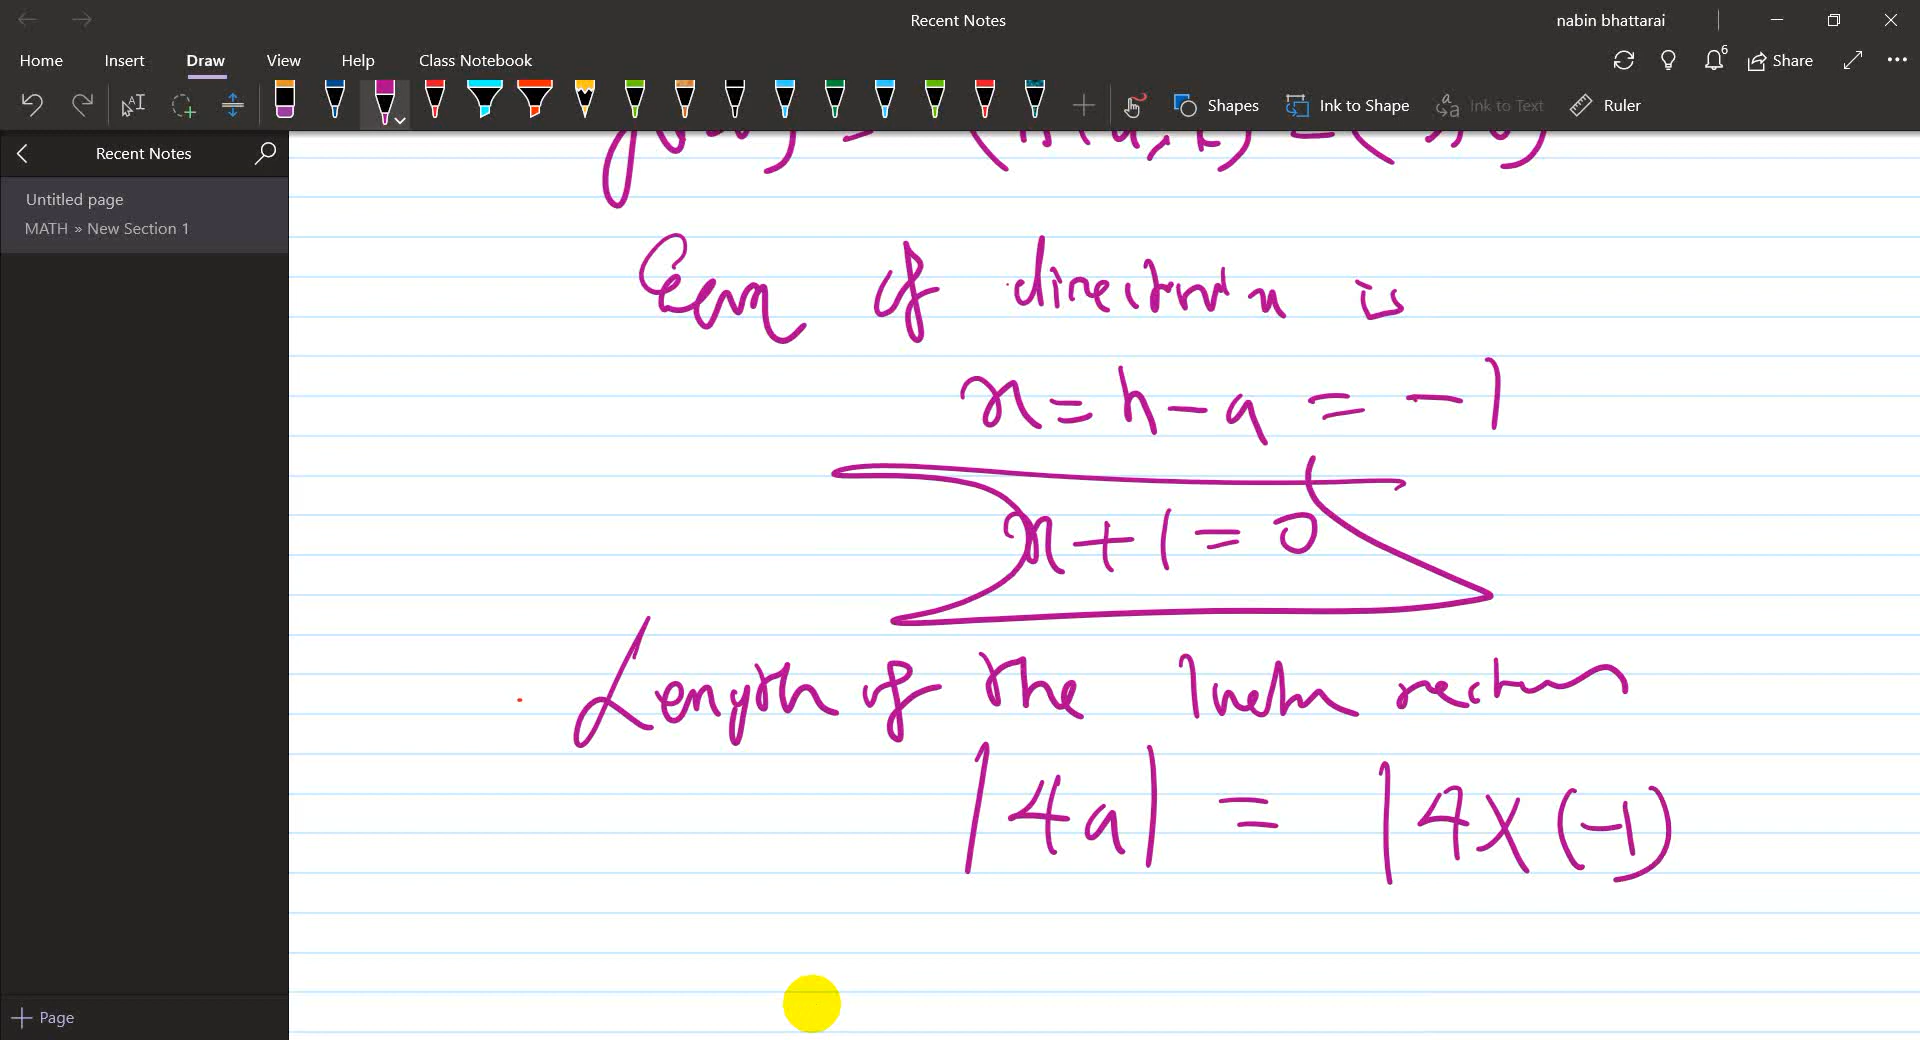 Recent Notes
nabin bhattarai
Home Insert Draw View Help Class Notebook
6
Share
Shapes Ink to Shape Ink to Text Ruler
Recent Notes
Untitled page
MATH » New Section 1
Eqn of directrix is
x = h - a = -1
x + 1 = 0
Length of the latus rectum
|4a| = |4×(-1)
Page